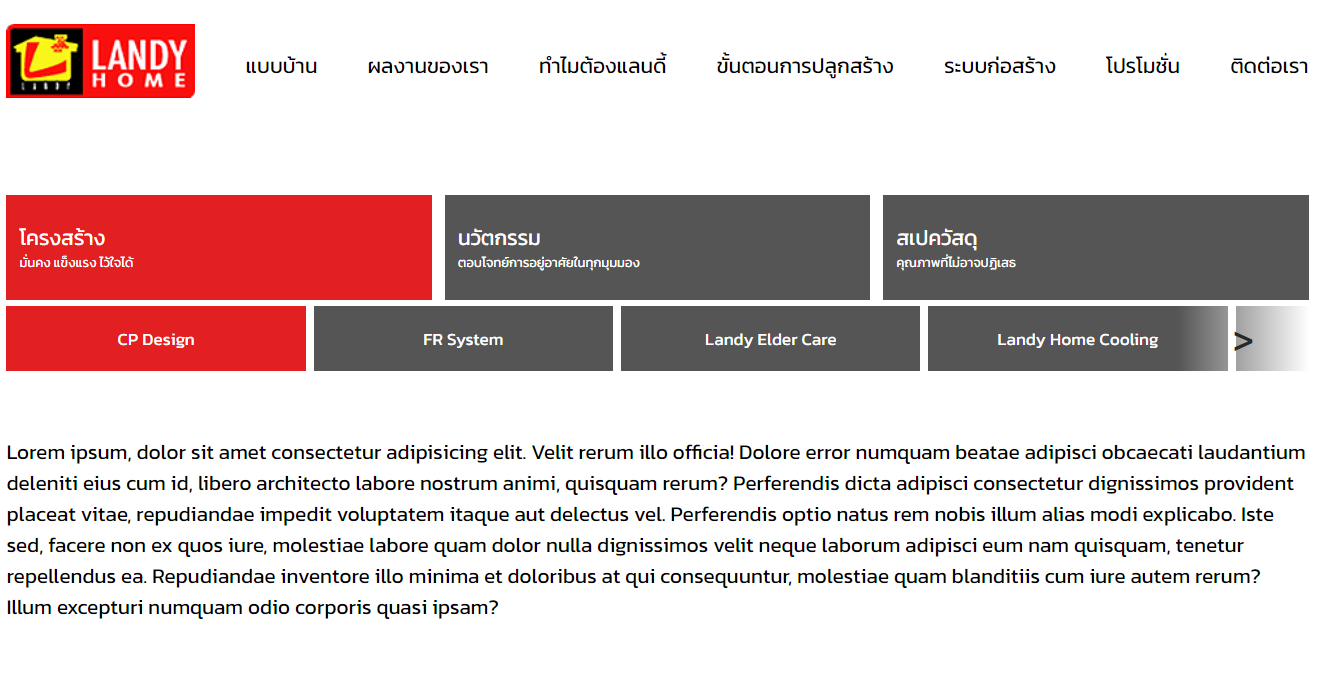 LANDY
HOME
LANDY
แบบบ้าน ผลงานของเรา ทำไมต้องแลนดี้ ขั้นตอนการปลูกสร้าง ระบบก่อสร้าง โปรโมชั่น ติดต่อเรา
โครงสร้าง
มั่นคง แข็งแรง ไว้ใจได้
นวัตกรรม
ตอบโจทย์การอยู่อาศัยในทุกมุมมอง
สเปควัสดุ
คุณภาพที่ไม่อาจปฏิเสธ
CP Design FR System Landy Elder Care Landy Home Cooling >
Lorem ipsum, dolor sit amet consectetur adipisicing elit. Velit rerum illo officia! Dolore error numquam beatae adipisci obcaecati laudantium
deleniti eius cum id, libero architecto labore nostrum animi, quisquam rerum? Perferendis dicta adipisci consectetur dignissimos provident
placeat vitae, repudiandae impedit voluptatem itaque aut delectus vel. Perferendis optio natus rem nobis illum alias modi explicabo. Iste
sed, facere non ex quos iure, molestiae labore quam dolor nulla dignissimos velit neque laborum adipisci eum nam quisquam, tenetur
repellendus ea. Repudiandae inventore illo minima et doloribus at qui consequuntur, molestiae quam blanditiis cum iure autem rerum?
Illum excepturi numquam odio corporis quasi ipsam?